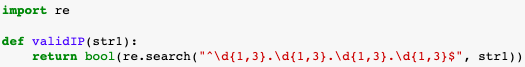 import re
def validIP(str1):
    return bool(re.search("^\d{1,3}.\d{1,3}.\d{1,3}.\d{1,3}$", str1))